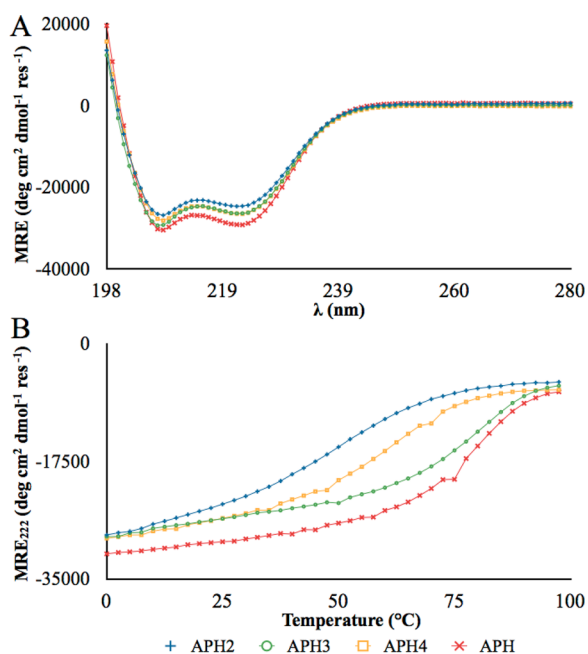 A
20000
0
-20000
-40000
MRE (deg cm² dmol⁻¹ res⁻¹)
198 219 239 260 280
λ (nm)
B
0
-17500
-35000
MRE₂₂₂ (deg cm² dmol⁻¹ res⁻¹)
0 25 50 75 100
Temperature (°C)
APH2 APH3 APH4 APH